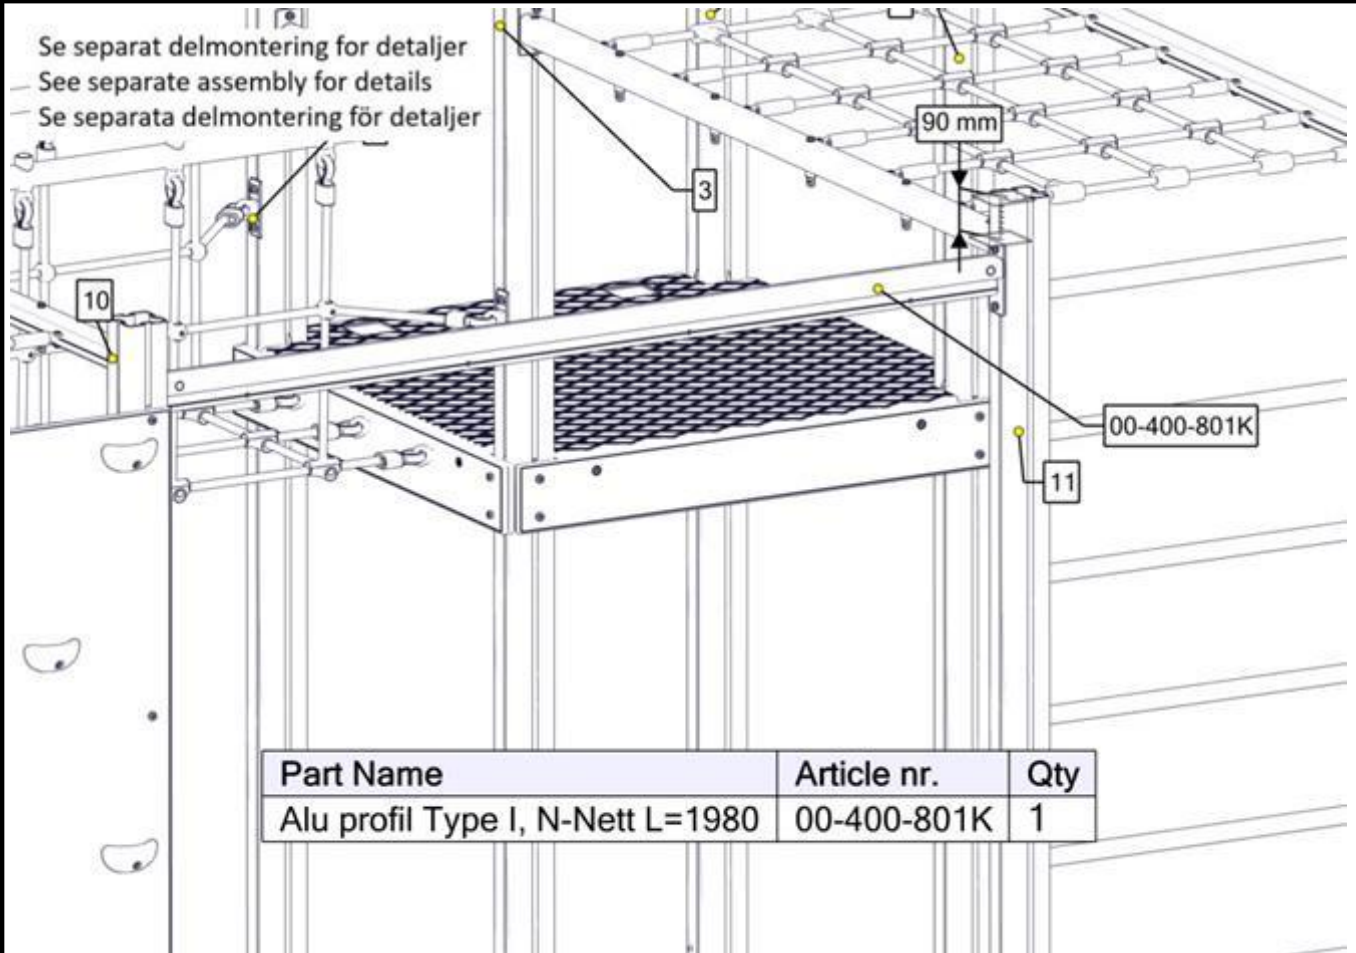 Se separat delmontering for detaljer
See separate assembly for details
Se separata delmontering för detaljer
90 mm
3
10
00-400-801K
11
Part Name Article nr. Qty
Alu profil Type I, N-Nett L=1980 00-400-801K 1